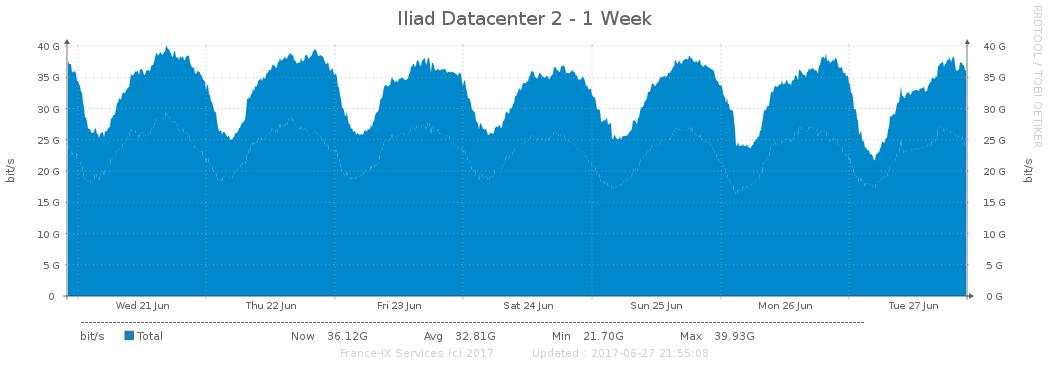 Iliad Datacenter 2 - 1 Week
RRDTOOL / TOBI OETIKER
40 G 40 G
35 G 35 G
30 G 30 G
25 G 25 G
20 G 20 G
15 G 15 G
10 G 10 G
5 G 5 G
0 0 G
bit/s bit/s
Wed 21 Jun Thu 22 Jun Fri 23 Jun Sat 24 Jun Sun 25 Jun Mon 26 Jun Tue 27 Jun
bit/s Total Now 36.12G Avg 32.81G Min 21.70G Max 39.93G
France-IX Services (c) 2017 Updated : 2017-06-27 21:55:08